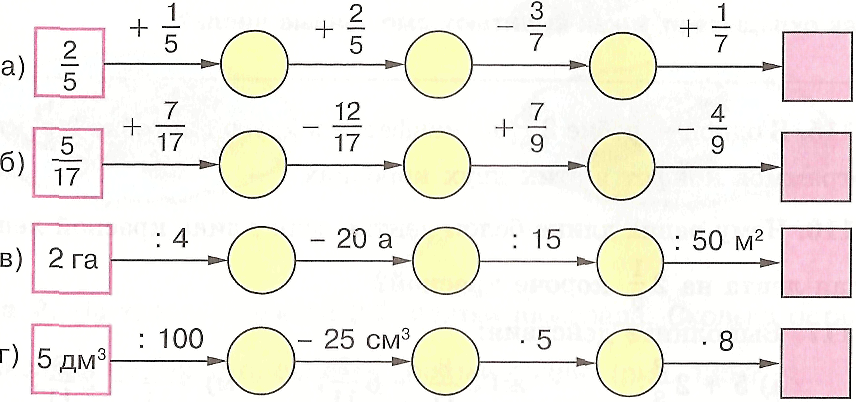 а) 2/5 + 1/5 + 2/5 − 3/7 + 1/7
б) 5/17 + 7/17 − 12/17 + 7/9 − 4/9
в) 2 га : 4 − 20 а : 15 : 50 м²
г) 5 дм³ : 100 − 25 см³ · 5 · 8